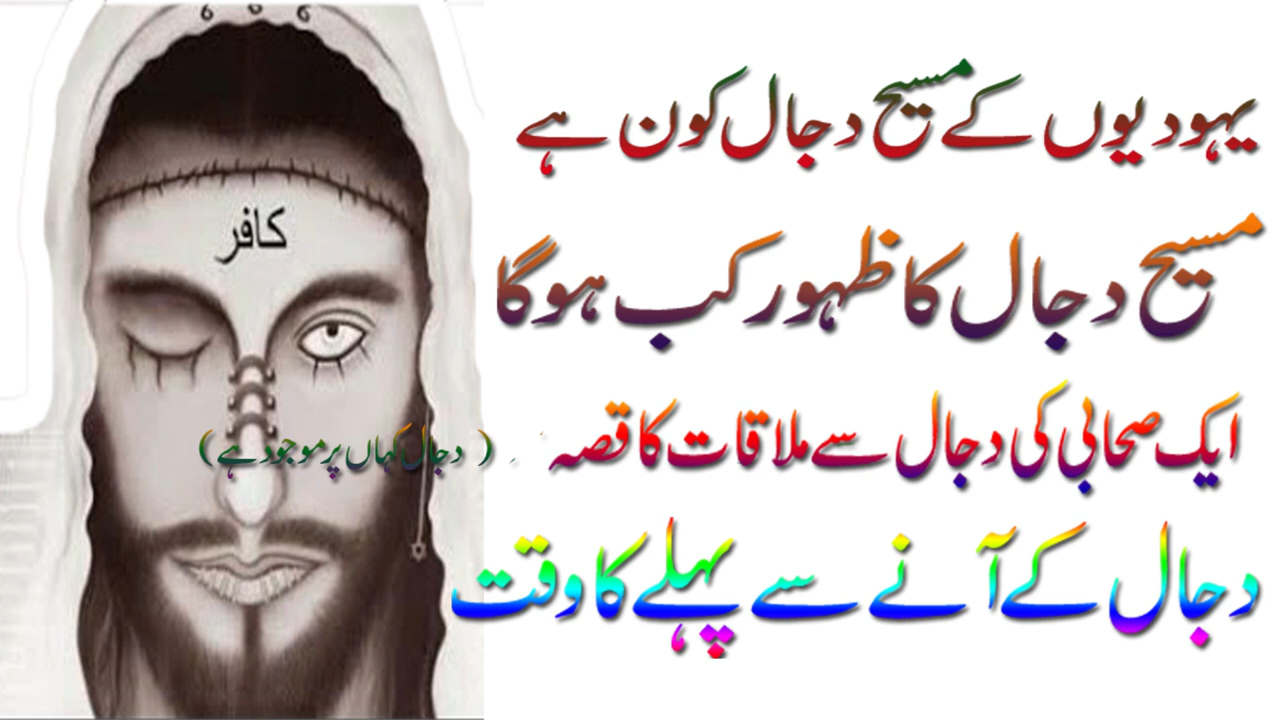 یہودیوں کے مسیح دجال کون ہے
کافر
مسیح دجال کا ظہور کب ہوگا
ایک صحابی کی دجال سے ملاقات کا قصہ
( دجال کہاں پر موجود ہے )
دجال کے آنے سے پہلے کا وقت